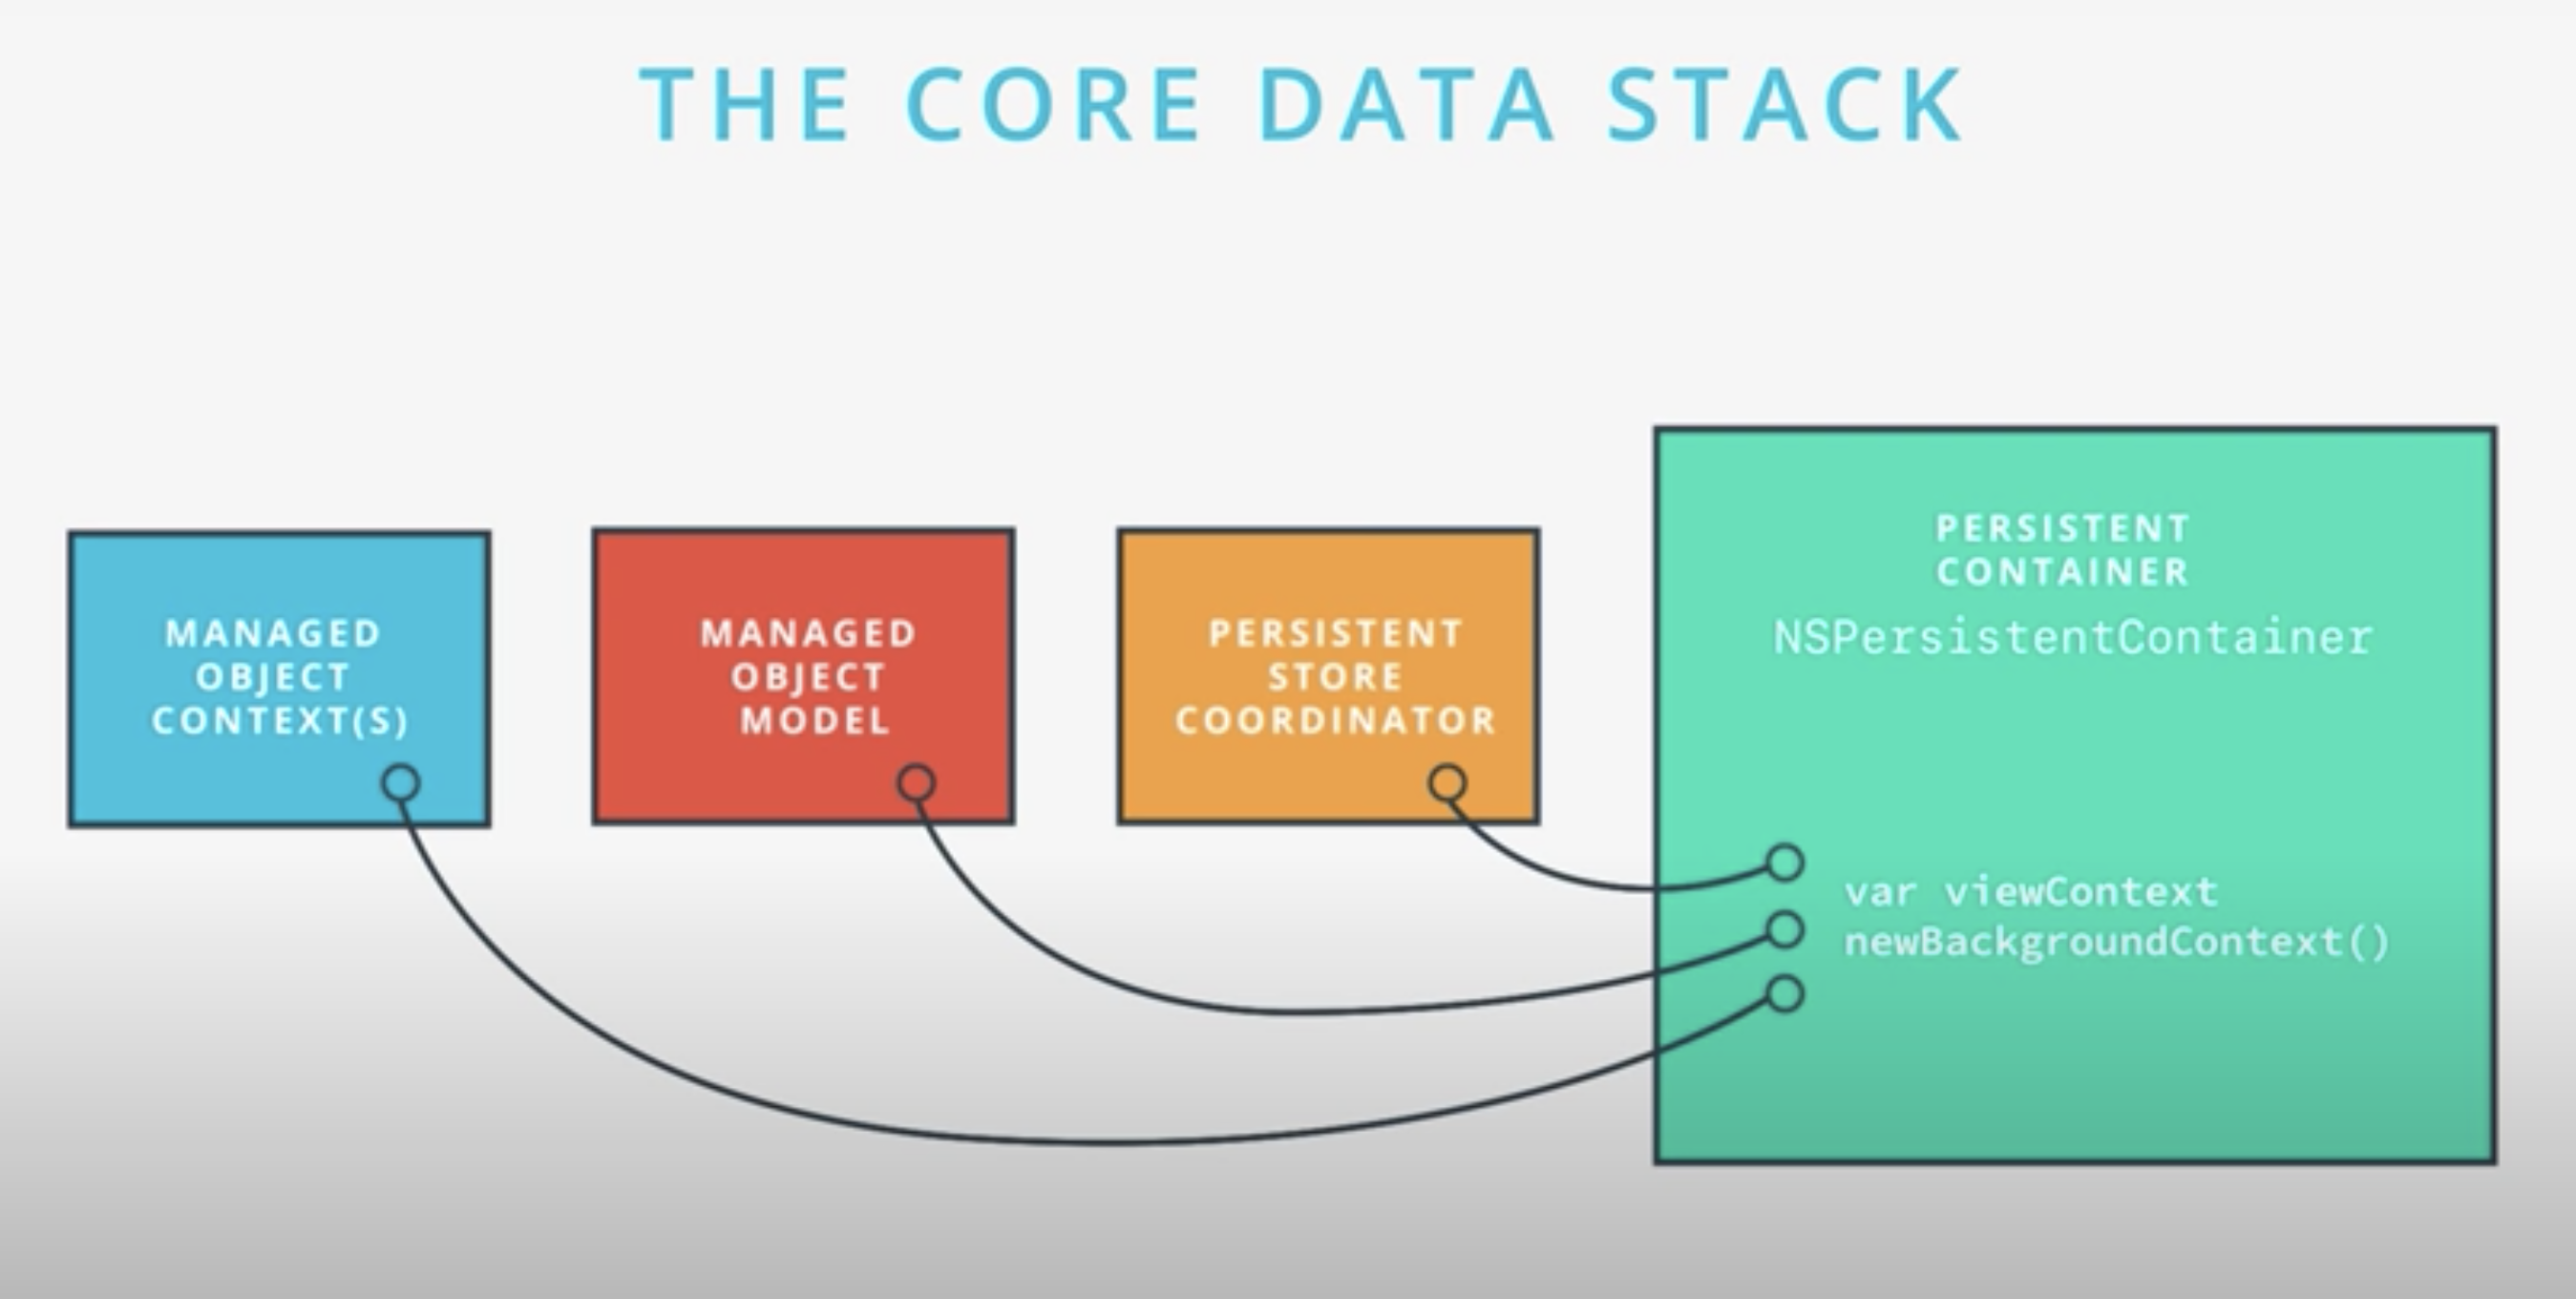 THE CORE DATA STACK
MANAGED
OBJECT
CONTEXT(S)
MANAGED
OBJECT
MODEL
PERSISTENT
STORE
COORDINATOR
PERSISTENT
CONTAINER
NSPersistentContainer
var viewContext
newBackgroundContext()